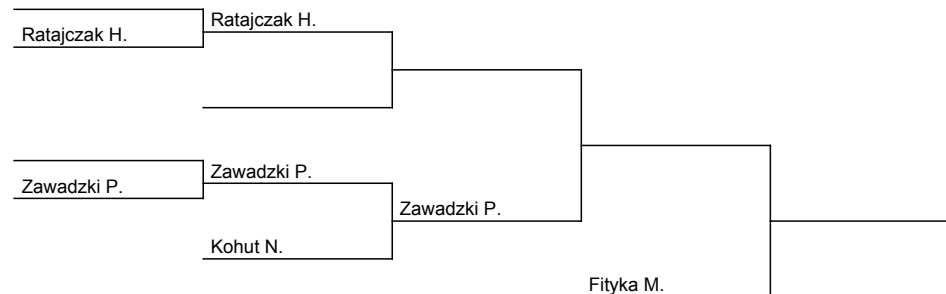 Ratajczak H.
Ratajczak H.
Zawadzki P.
Zawadzki P.
Zawadzki P.
Kohut N.
Fityka M.